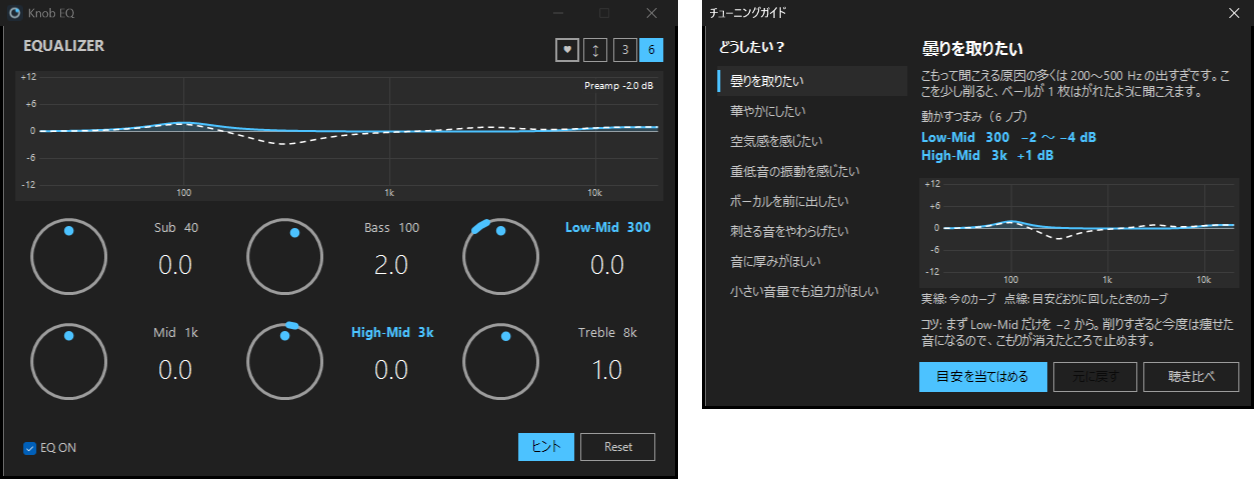 Knob EQ
EQUALIZER
♥ ↕ 3 6
Preamp -2.0 dB
+12
+6
0
-6
-12
100 1k 10k
Sub 40
0.0
Bass 100
2.0
Low-Mid 300
0.0
Mid 1k
0.0
High-Mid 3k
0.0
Treble 8k
1.0
EQ ON
ヒント
Reset
チューニングガイド
どうしたい？
曇りを取りたい
華やかにしたい
空気感を感じたい
重低音の振動を感じたい
ボーカルを前に出したい
刺さる音をやわらげたい
音に厚みがほしい
小さい音量でも迫力がほしい
曇りを取りたい
こもって聞こえる原因の多くは 200～500 Hz の出すぎです。こ
こを少し削ると、ベールが 1 枚はがれたように聞こえます。
動かすつまみ（6 ノブ）
Low-Mid 300 −2 ～ −4 dB
High-Mid 3k +1 dB
+12
+6
0
-6
-12
100 1k 10k
実線: 今のカーブ 点線: 目安どおりに回したときのカーブ
コツ: まず Low-Mid だけを −2 から。削りすぎると今度は痩せた
音になるので、こもりが消えたところで止めます。
目安を当てはめる
元に戻す
聴き比べ